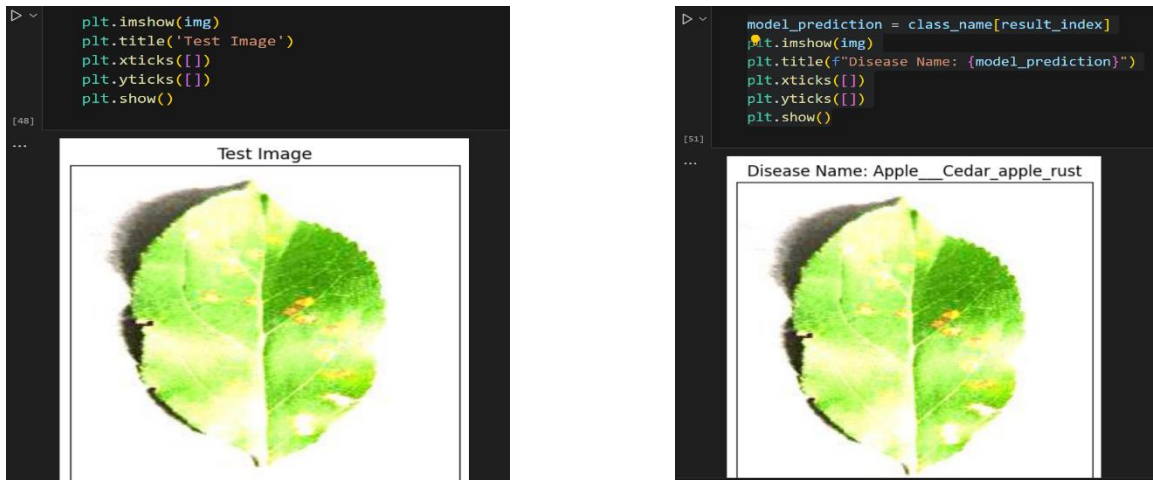 plt.imshow(img)
plt.title('Test Image')
plt.xticks([])
plt.yticks([])
plt.show()
[48]
...
Test Image
model_prediction = class_name[result_index]
plt.imshow(img)
plt.title(f"Disease Name: {model_prediction}")
plt.xticks([])
plt.yticks([])
plt.show()
[51]
...
Disease Name: Apple___Cedar_apple_rust